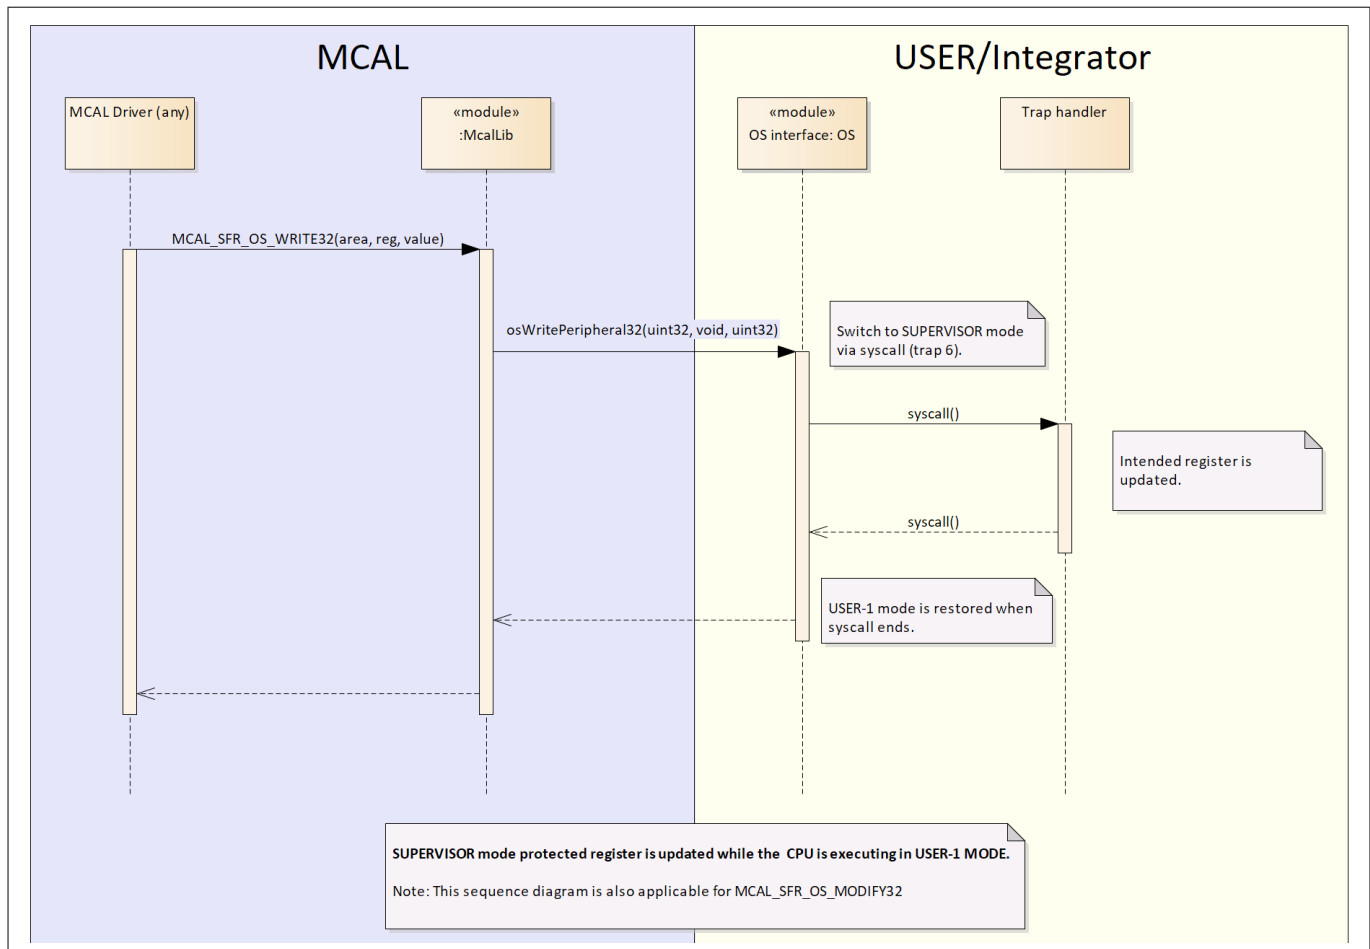 MCAL
USER/Integrator
MCAL Driver (any)
«module»
:McalLib
«module»
OS interface: OS
Trap handler
MCAL_SFR_OS_WRITE32(area, reg, value)
osWritePeripheral32(uint32, void, uint32)
Switch to SUPERVISOR mode
via syscall (trap 6).
syscall()
Intended register is
updated.
syscall()
USER-1 mode is restored when
syscall ends.
SUPERVISOR mode protected register is updated while the CPU is executing in USER-1 MODE.
Note: This sequence diagram is also applicable for MCAL_SFR_OS_MODIFY32